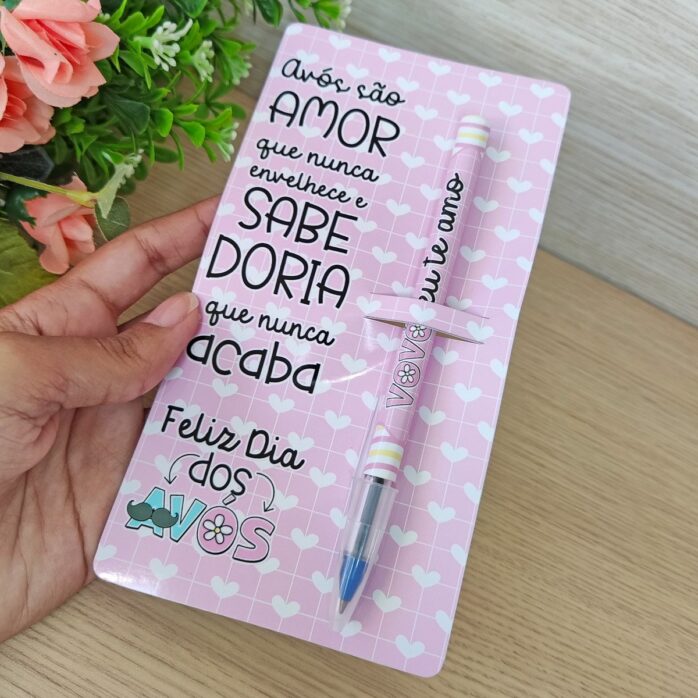 Avós são
AMOR
que nunca
envelhece e
SABE
DORIA
que nunca
acaba
Feliz Dia
dos
AVÓS
VOVÓ eu te amo